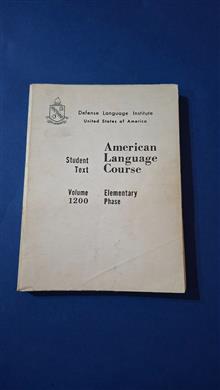 Defense Language Institute
United States of America
American
Language
Course
Student
Text
Volume
1200
Elementary
Phase